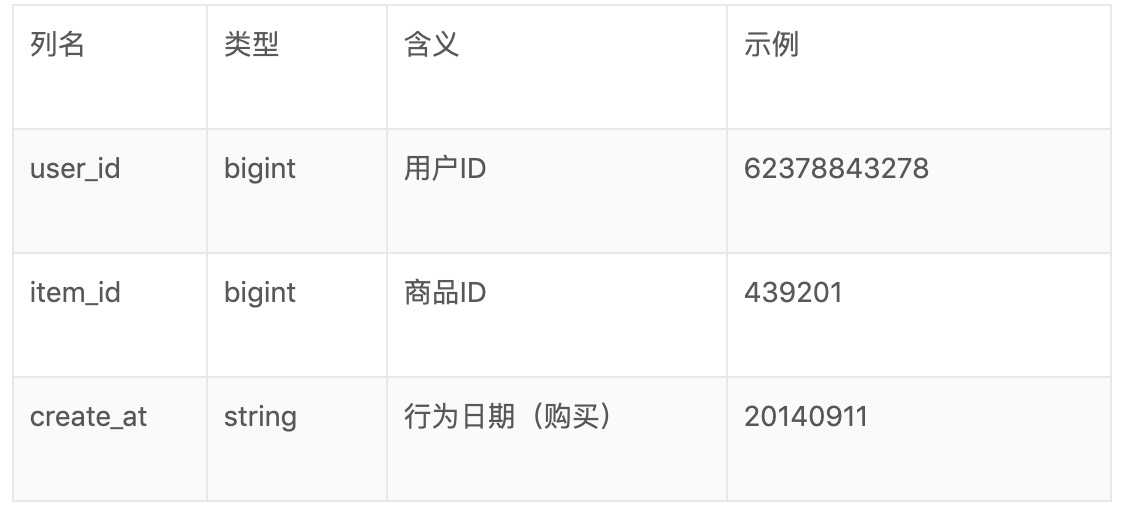 列名 类型 含义 示例
user_id bigint 用户ID 62378843278
item_id bigint 商品ID 439201
create_at string 行为日期（购买） 20140911